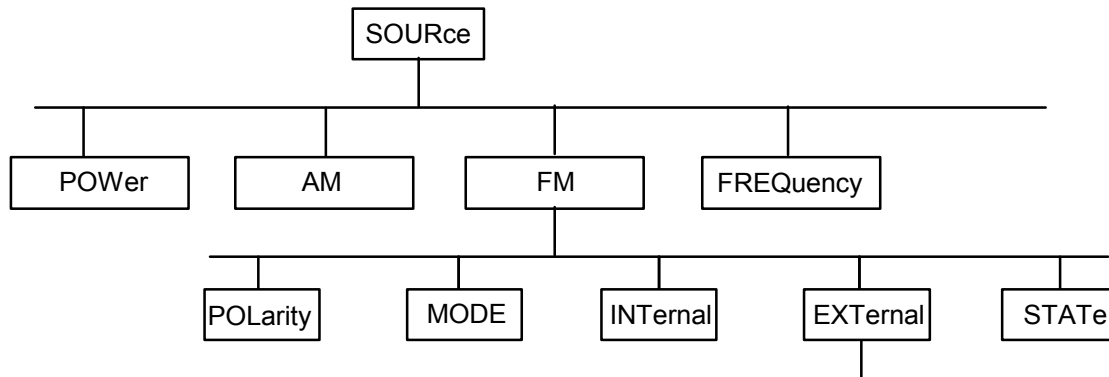 SOURce
POWer AM FM FREQuency
POLarity MODE INTernal EXTernal STATe